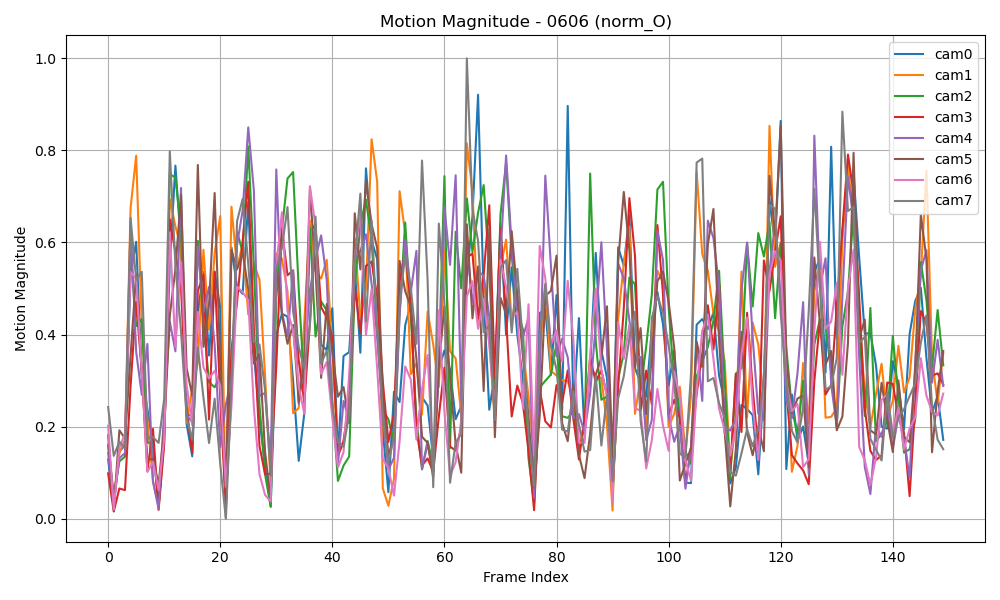 Motion Magnitude - 0606 (norm_O)
cam0
cam1
cam2
cam3
cam4
cam5
cam6
cam7
Motion Magnitude
1.0
0.8
0.6
0.4
0.2
0.0
0 20 40 60 80 100 120 140
Frame Index